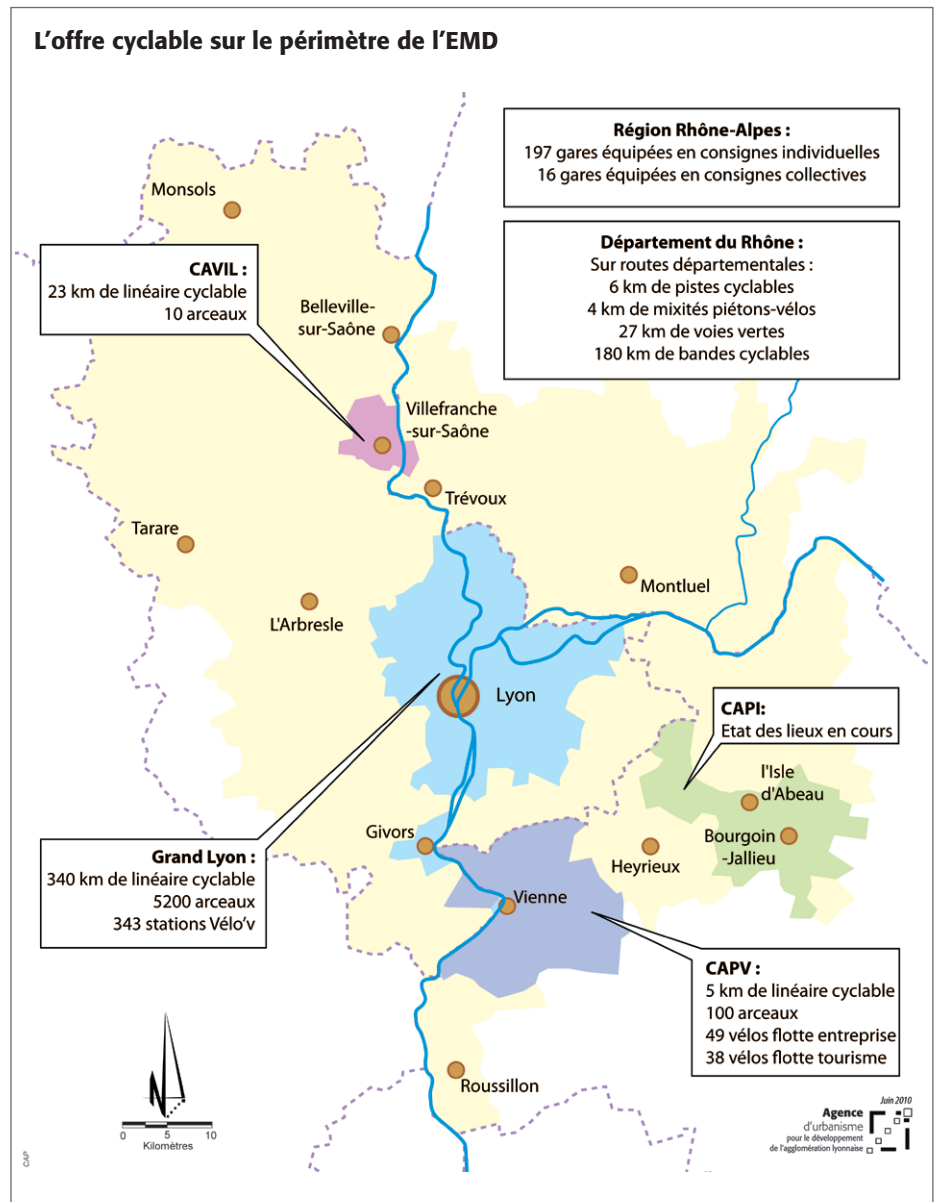 L'offre cyclable sur le périmètre de l'EMD
Région Rhône-Alpes :
197 gares équipées en consignes individuelles
16 gares équipées en consignes collectives
Monsols
Département du Rhône :
Sur routes départementales :
6 km de pistes cyclables
4 km de mixités piétons-vélos
27 km de voies vertes
180 km de bandes cyclables
CAVIL :
23 km de linéaire cyclable
10 arceaux
Belleville-
sur-Saône
Villefranche
-sur-Saône
Trévoux
Tarare
Montluel
L'Arbresle
Lyon
CAPI:
Etat des lieux en cours
l'Isle
d'Abeau
Bourgoin
-Jallieu
Givors
Heyrieux
Grand Lyon :
340 km de linéaire cyclable
5200 arceaux
343 stations Vélo'v
Vienne
CAPV :
5 km de linéaire cyclable
100 arceaux
49 vélos flotte entreprise
38 vélos flotte tourisme
Roussillon
N
0 5 10
Kilomètres
CAP
Juin 2010
Agence
d'urbanisme
pour le développement
de l'agglomération lyonnaise